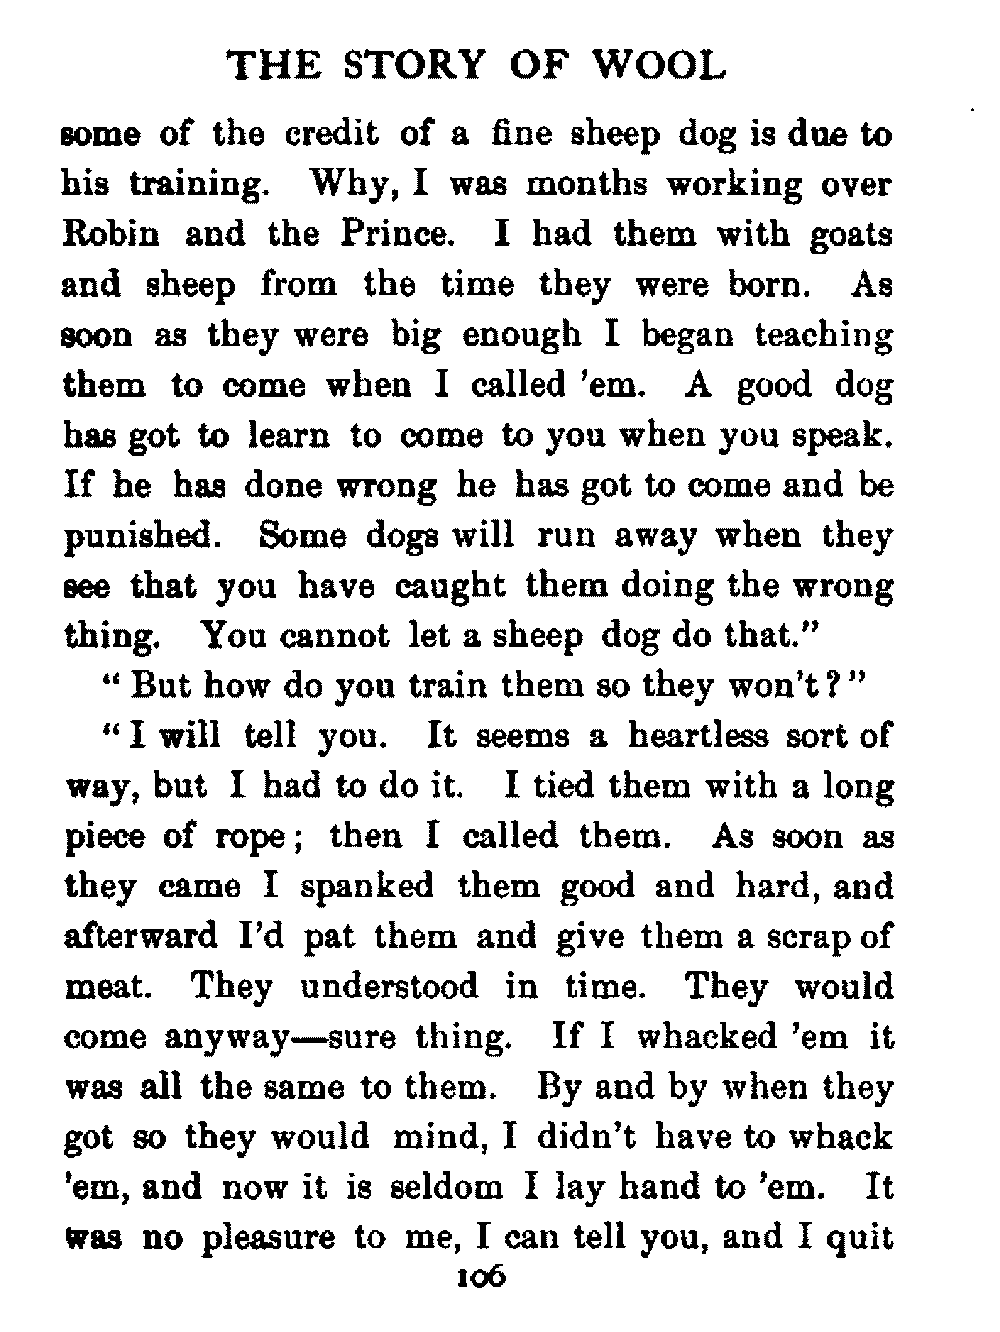 THE STORY OF WOOL
some of the credit of a fine sheep dog is due to
his training. Why, I was months working over
Robin and the Prince. I had them with goats
and sheep from the time they were born. As
soon as they were big enough I began teaching
them to come when I called 'em. A good dog
has got to learn to come to you when you speak.
If he has done wrong he has got to come and be
punished. Some dogs will run away when they
see that you have caught them doing the wrong
thing. You cannot let a sheep dog do that."
"But how do you train them so they won't?"
"I will tell you. It seems a heartless sort of
way, but I had to do it. I tied them with a long
piece of rope; then I called them. As soon as
they came I spanked them good and hard, and
afterward I'd pat them and give them a scrap of
meat. They understood in time. They would
come anyway—sure thing. If I whacked 'em it
was all the same to them. By and by when they
got so they would mind, I didn't have to whack
'em, and now it is seldom I lay hand to 'em. It
was no pleasure to me, I can tell you, and I quit
106